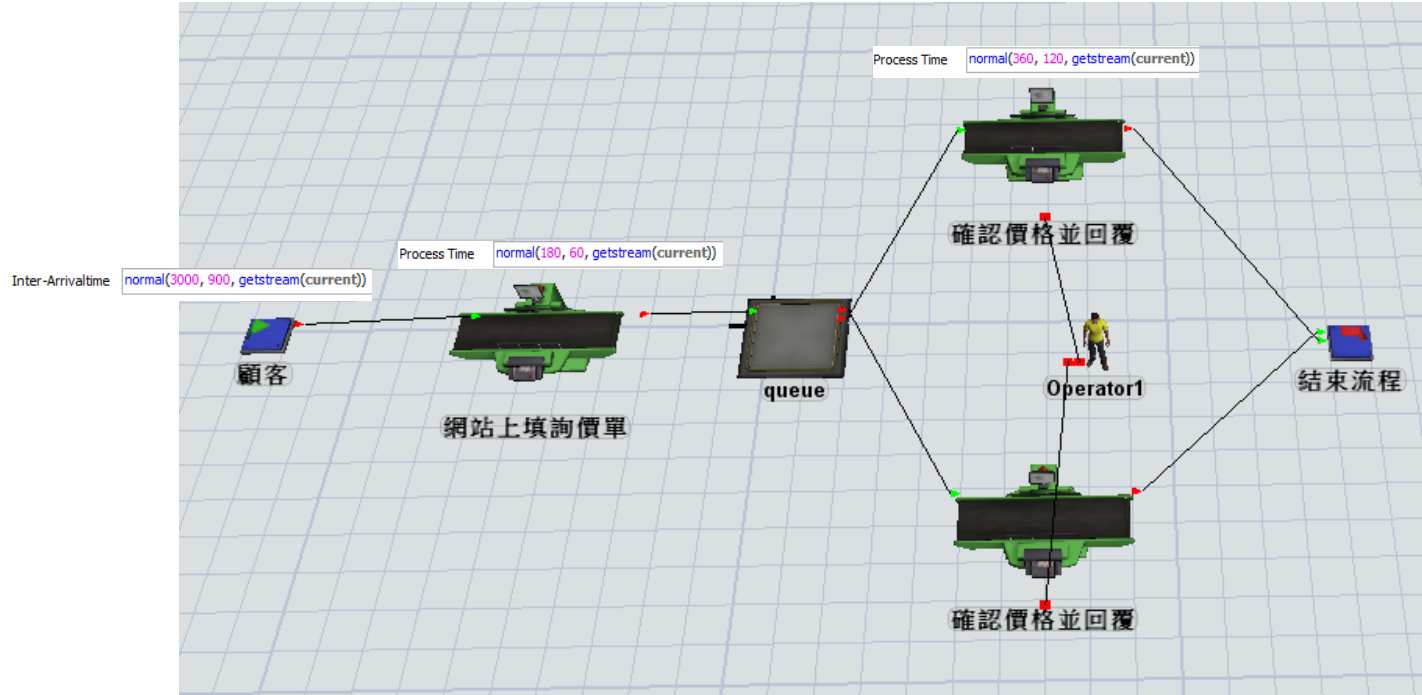 Process Time normal(360, 120, getstream(current))
確認價格並回覆
Process Time normal(180, 60, getstream(current))
Inter-Arrivaltime normal(3000, 900, getstream(current))
顧客
網站上填詢價單
queue
Operator1
結束流程
確認價格並回覆